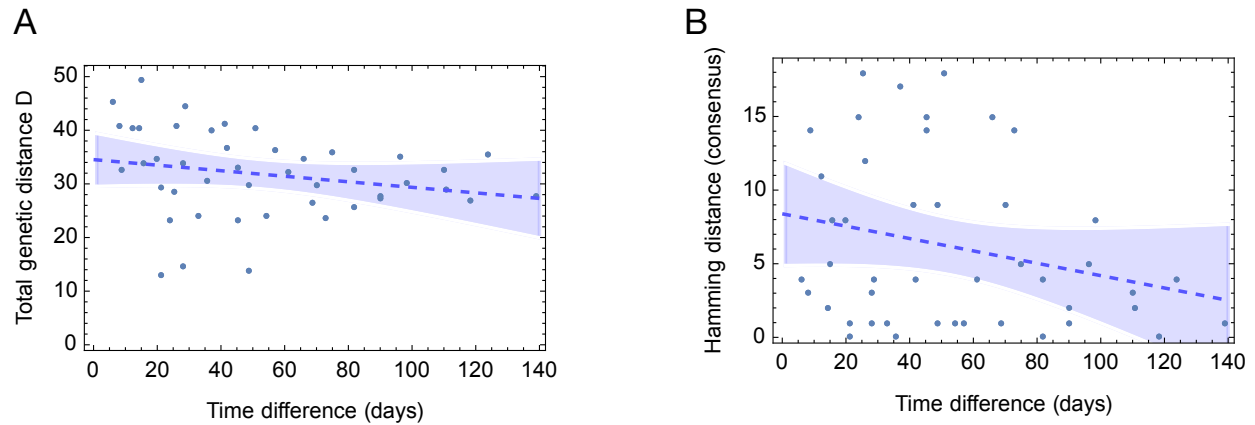 A
Total genetic distance D
50
40
30
20
10
0
0 20 40 60 80 100 120 140
Time difference (days)
B
Hamming distance (consensus)
15
10
5
0
0 20 40 60 80 100 120 140
Time difference (days)